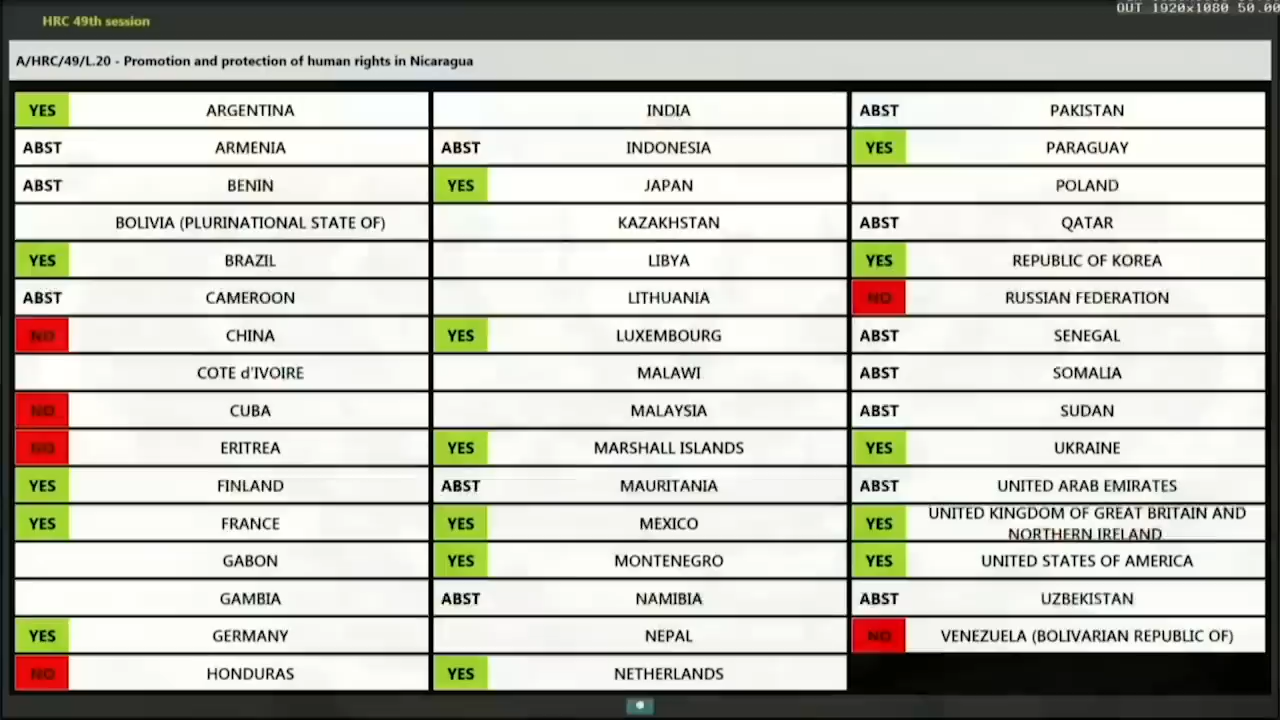 OUT 1920x1080 50.00
HRC 49th session
A/HRC/49/L.20 - Promotion and protection of human rights in Nicaragua
YES ARGENTINA
ABST ARMENIA
ABST BENIN
BOLIVIA (PLURINATIONAL STATE OF)
YES BRAZIL
ABST CAMEROON
NO CHINA
COTE d'IVOIRE
NO CUBA
NO ERITREA
YES FINLAND
YES FRANCE
GABON
GAMBIA
YES GERMANY
NO HONDURAS
INDIA
ABST INDONESIA
YES JAPAN
KAZAKHSTAN
LIBYA
LITHUANIA
YES LUXEMBOURG
MALAWI
MALAYSIA
YES MARSHALL ISLANDS
ABST MAURITANIA
YES MEXICO
YES MONTENEGRO
ABST NAMIBIA
NEPAL
YES NETHERLANDS
ABST PAKISTAN
YES PARAGUAY
POLAND
ABST QATAR
YES REPUBLIC OF KOREA
NO RUSSIAN FEDERATION
ABST SENEGAL
ABST SOMALIA
ABST SUDAN
YES UKRAINE
ABST UNITED ARAB EMIRATES
YES UNITED KINGDOM OF GREAT BRITAIN AND
NORTHERN IRELAND
YES UNITED STATES OF AMERICA
ABST UZBEKISTAN
NO VENEZUELA (BOLIVARIAN REPUBLIC OF)